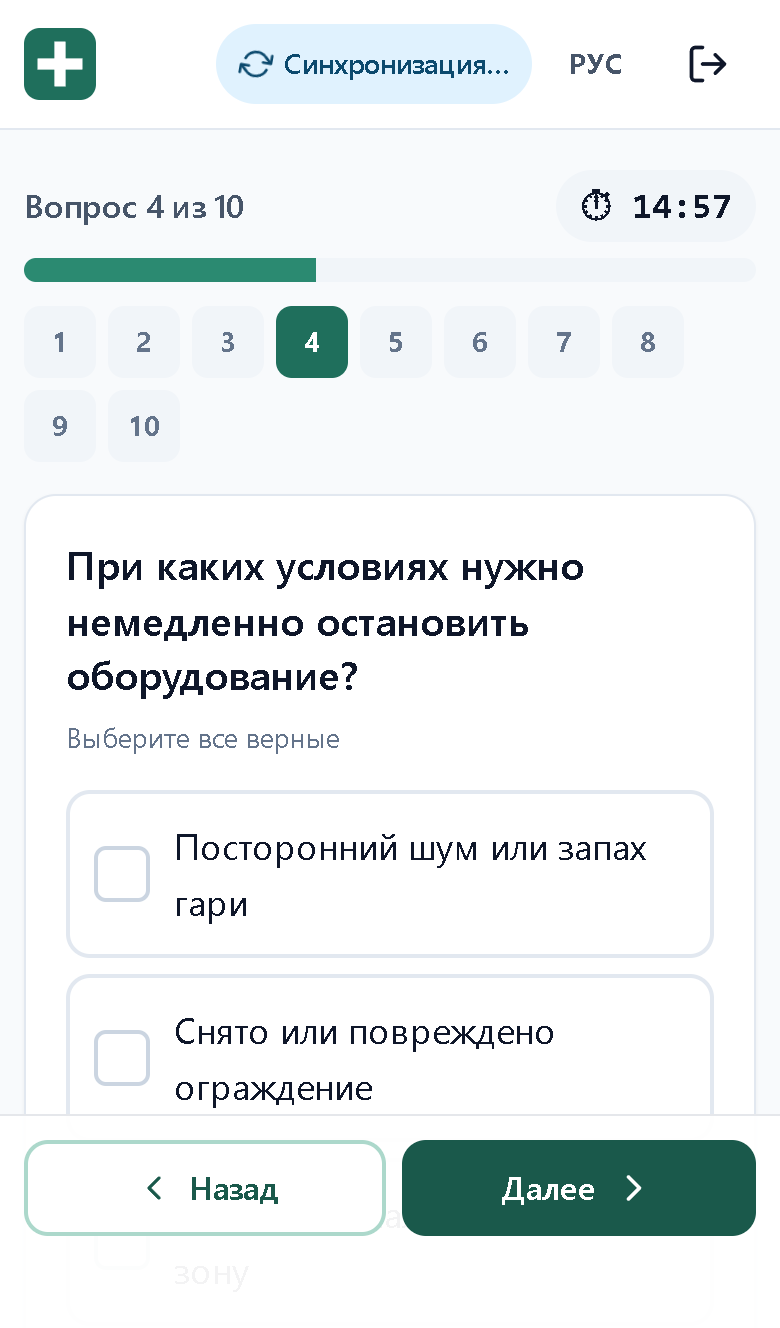 Синхронизация...
РУС
Вопрос 4 из 10
14:57
1 2 3 4 5 6 7 8
9 10
При каких условиях нужно
немедленно остановить
оборудование?
Выберите все верные
Посторонний шум или запах
гари
Снято или повреждено
ограждение
Назад
Далее
зону